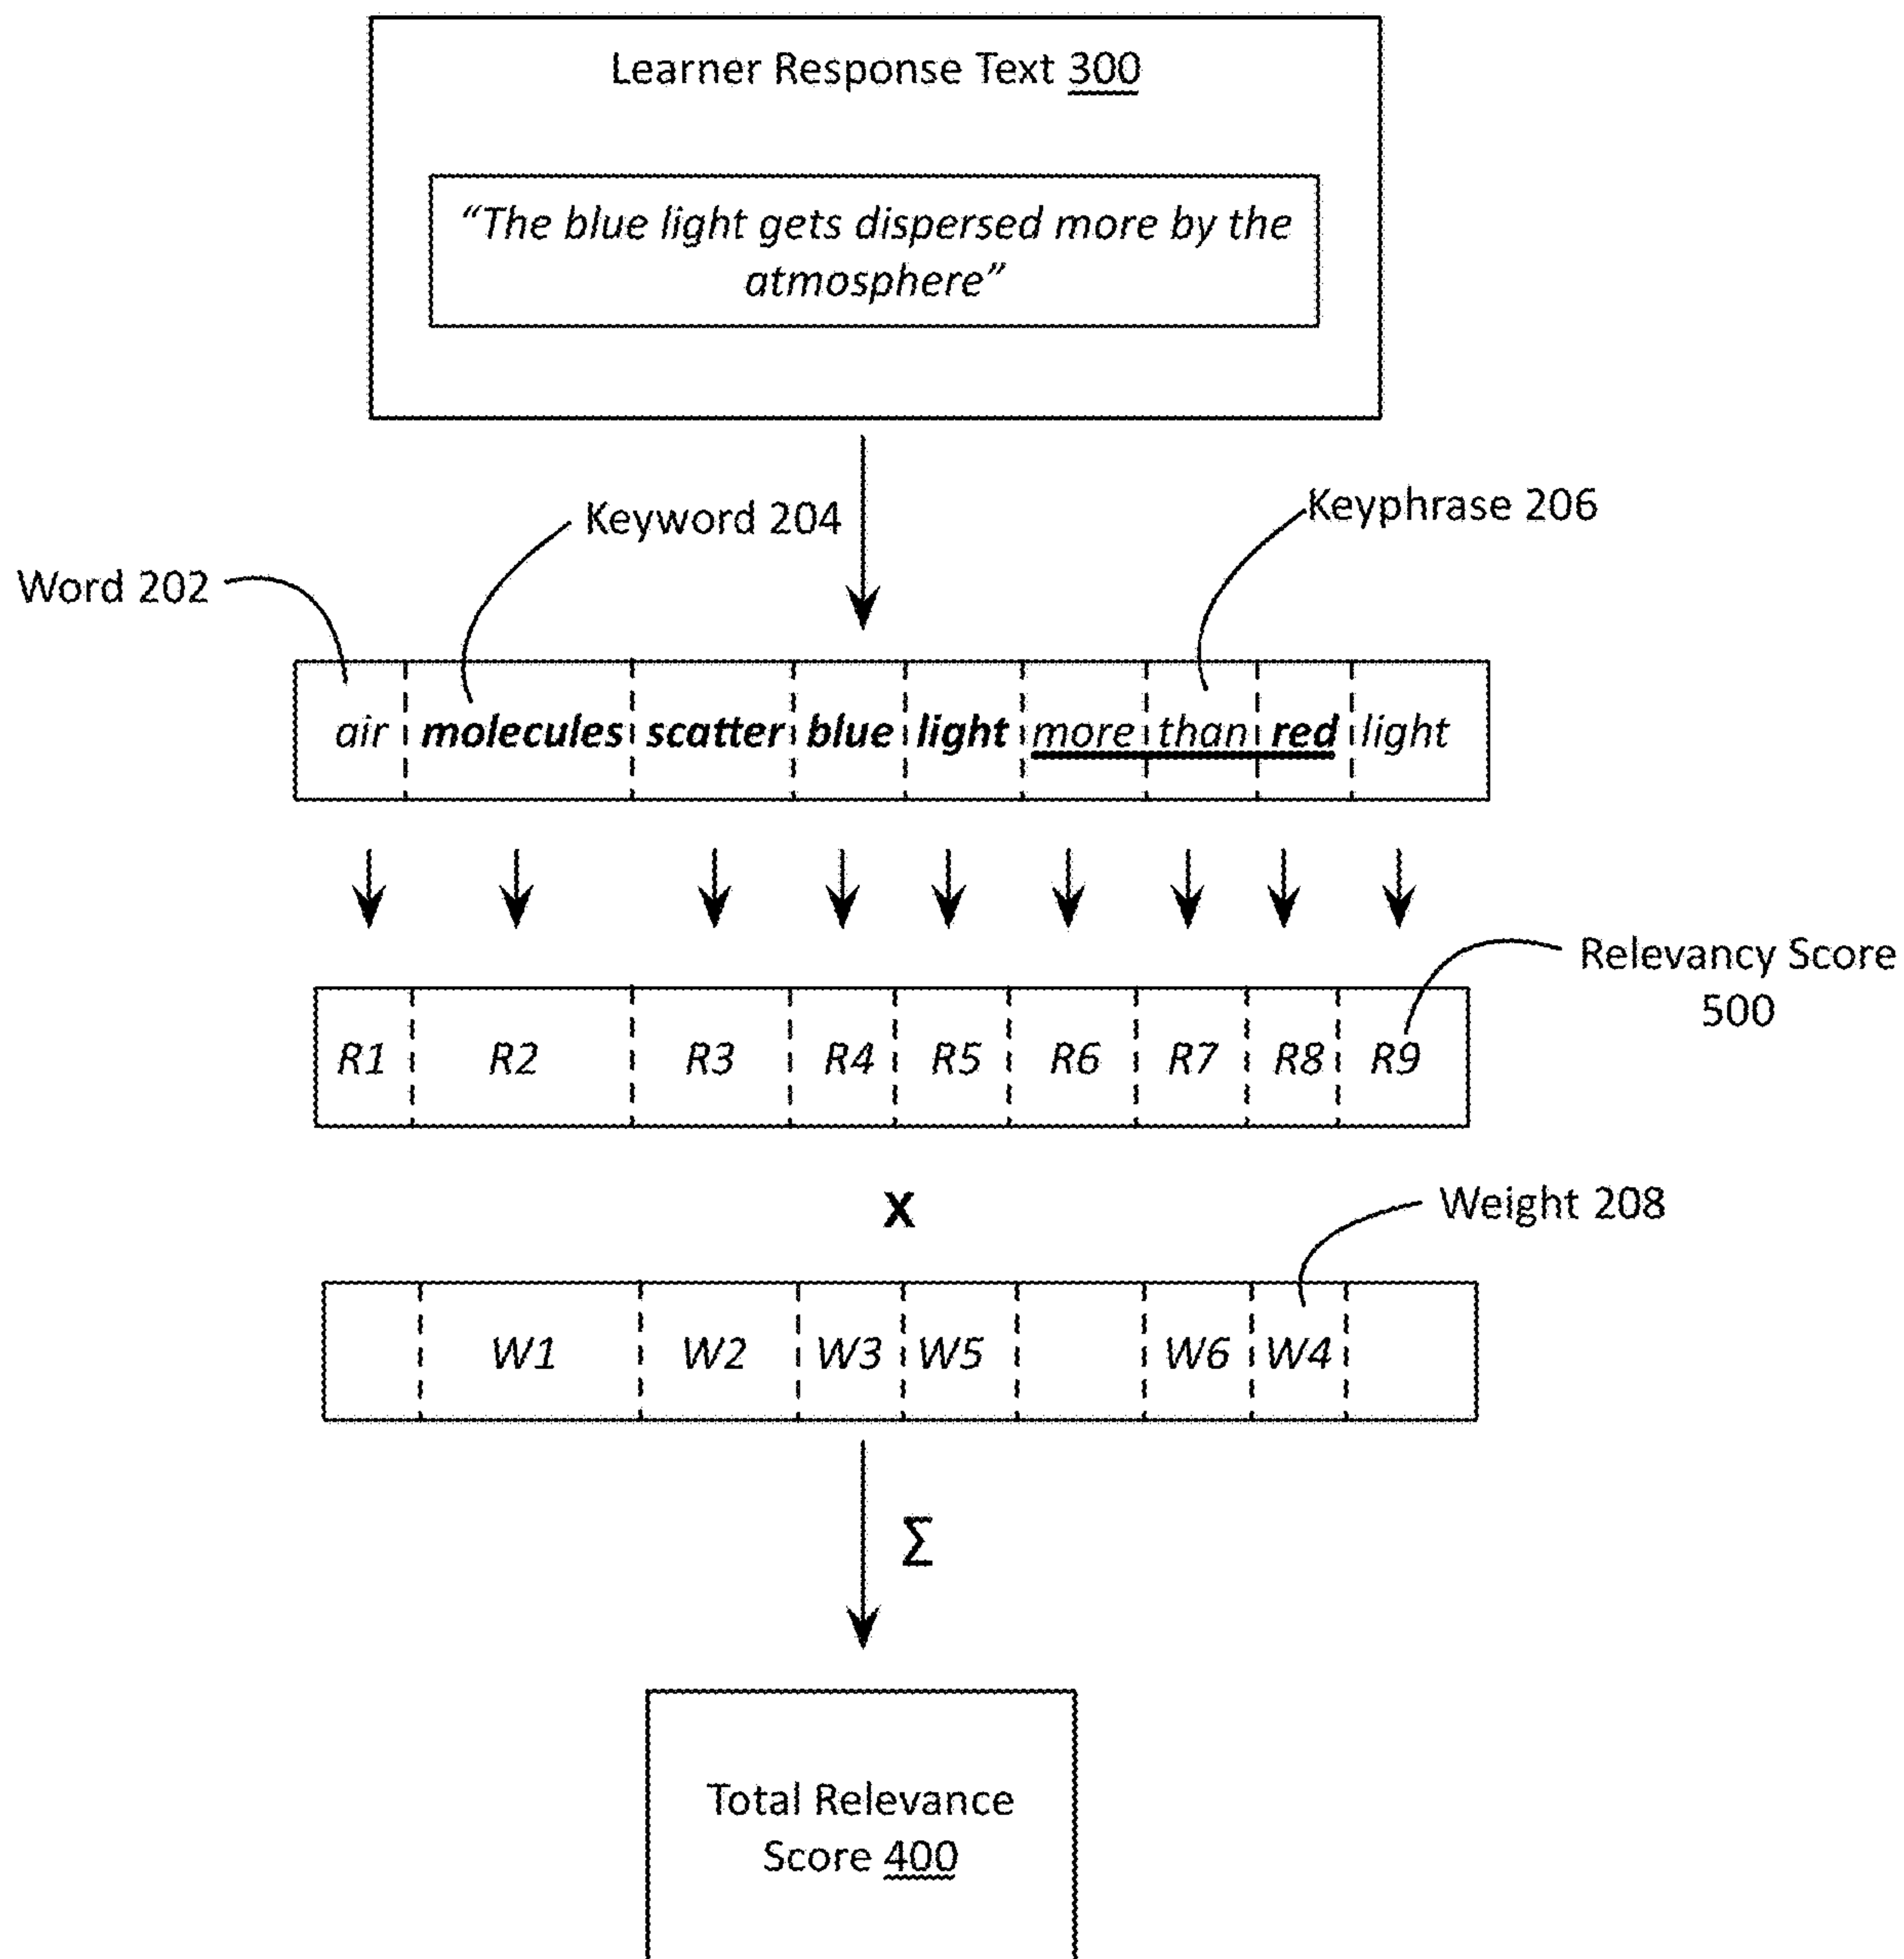 Learner Response Text 300
“The blue light gets dispersed more by the
atmosphere”
Keyword 204
Keyphrase 206
Word 202
air molecules scatter blue light more than red light
Relevancy Score
500
R1 R2 R3 R4 R5 R6 R7 R8 R9
x
Weight 208
W1 W2 W3 W5 W6 W4
Σ
Total Relevance
Score 400